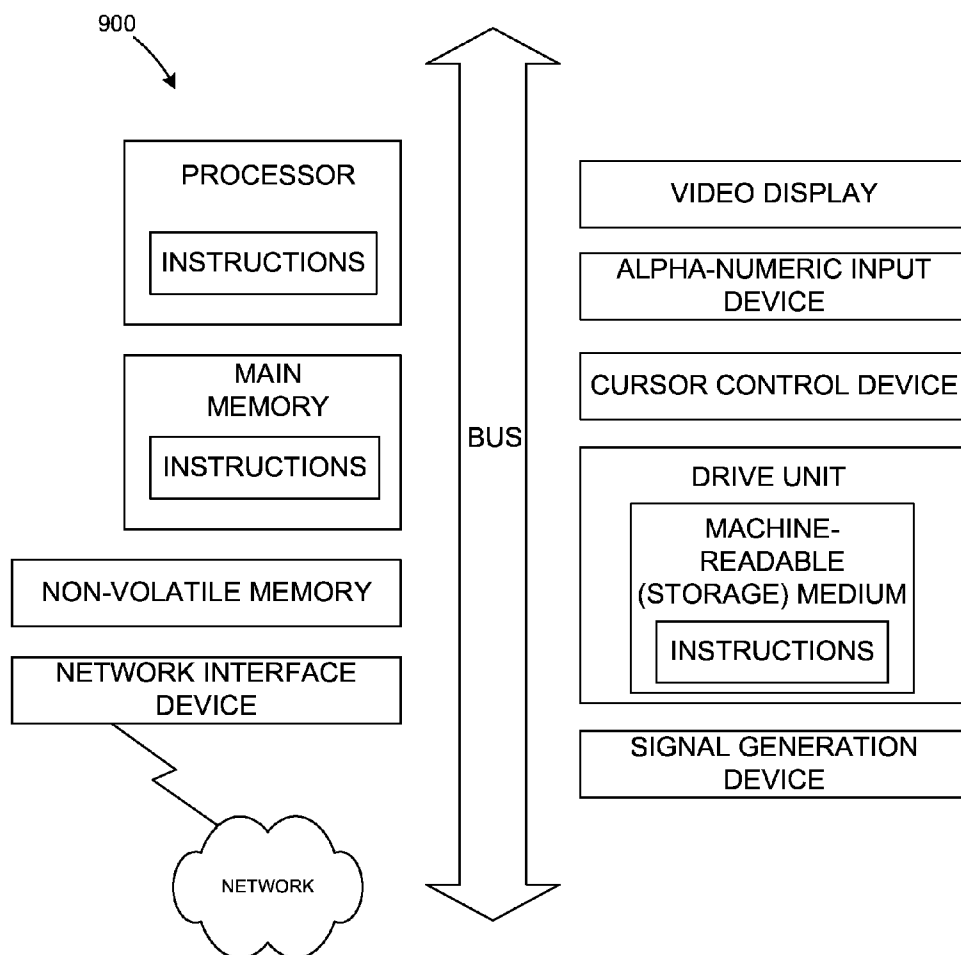 900
PROCESSOR
INSTRUCTIONS
MAIN
MEMORY
INSTRUCTIONS
NON-VOLATILE MEMORY
NETWORK INTERFACE
DEVICE
NETWORK
BUS
VIDEO DISPLAY
ALPHA-NUMERIC INPUT
DEVICE
CURSOR CONTROL DEVICE
DRIVE UNIT
MACHINE-
READABLE
(STORAGE) MEDIUM
INSTRUCTIONS
SIGNAL GENERATION
DEVICE